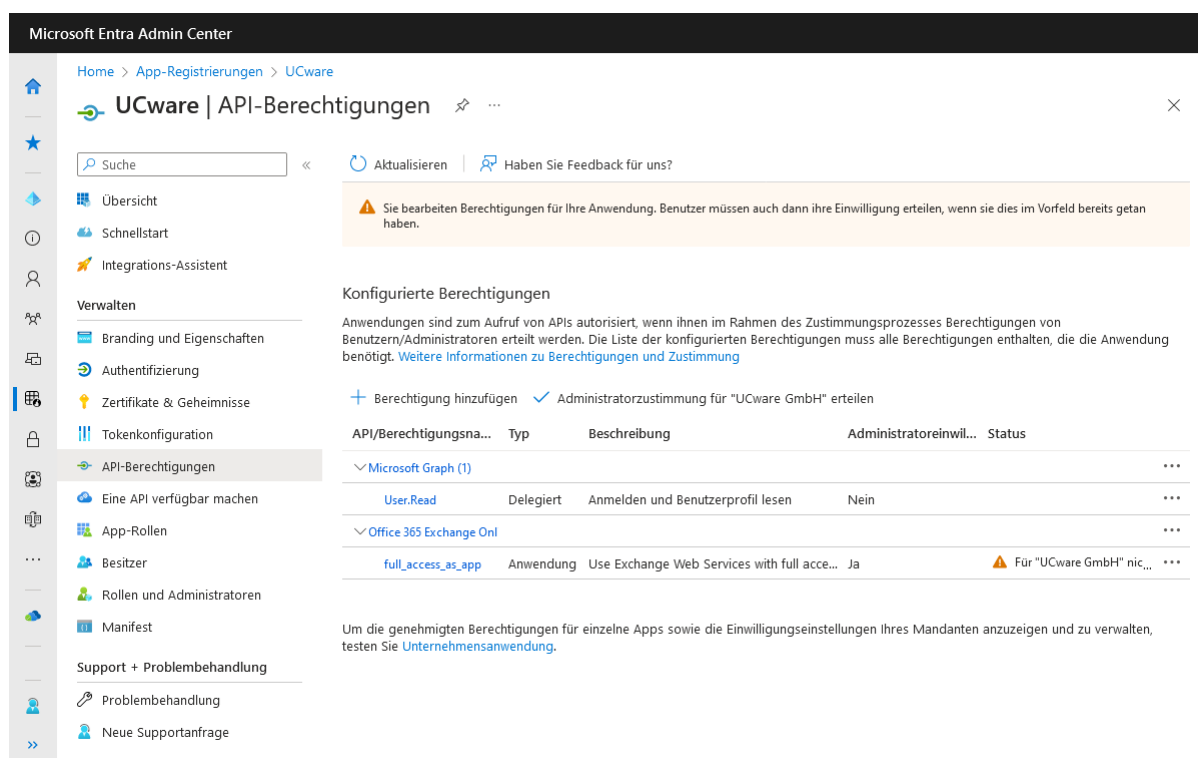 Microsoft Entra Admin Center
Home > App-Registrierungen > UCware
UCware | API-Berechtigungen
Suche
Übersicht
Schnellstart
Integrations-Assistent
Verwalten
Branding und Eigenschaften
Authentifizierung
Zertifikate & Geheimnisse
Tokenkonfiguration
API-Berechtigungen
Eine API verfügbar machen
App-Rollen
Besitzer
Rollen und Administratoren
Manifest
Support + Problembehandlung
Problembehandlung
Neue Supportanfrage
Aktualisieren
Haben Sie Feedback für uns?
Sie bearbeiten Berechtigungen für Ihre Anwendung. Benutzer müssen auch dann ihre Einwilligung erteilen, wenn sie dies im Vorfeld bereits getan
haben.
Konfigurierte Berechtigungen
Anwendungen sind zum Aufruf von APIs autorisiert, wenn ihnen im Rahmen des Zustimmungsprozesses Berechtigungen von
Benutzern/Administratoren erteilt werden. Die Liste der konfigurierten Berechtigungen muss alle Berechtigungen enthalten, die die Anwendung
benötigt. Weitere Informationen zu Berechtigungen und Zustimmung
Berechtigung hinzufügen
Administratorzustimmung für "UCware GmbH" erteilen
API/Berechtigungsna... Typ Beschreibung Administratoreinwil... Status
Microsoft Graph (1)
User.Read Delegiert Anmelden und Benutzerprofil lesen Nein
Office 365 Exchange Onl
full_access_as_app Anwendung Use Exchange Web Services with full acce... Ja Für "UCware GmbH" nic...
Um die genehmigten Berechtigungen für einzelne Apps sowie die Einwilligungseinstellungen Ihres Mandanten anzuzeigen und zu verwalten,
testen Sie Unternehmensanwendung.